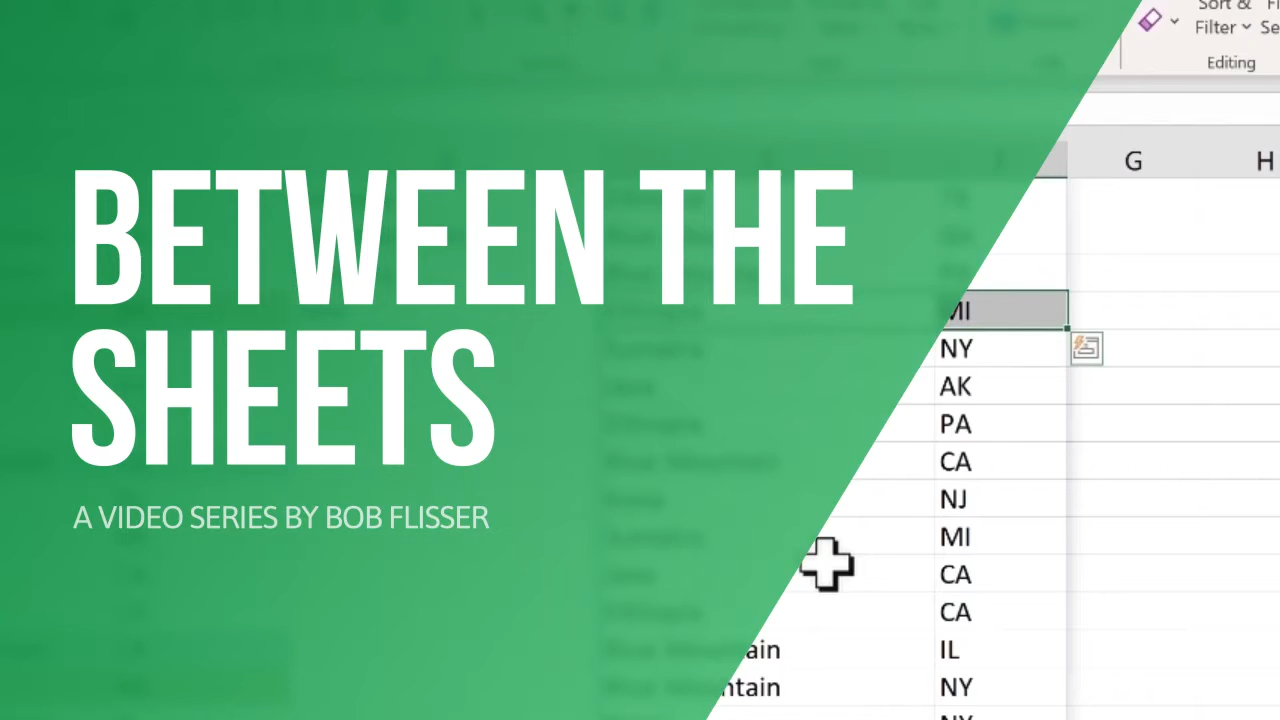 Sort &
Filter
Editing
G H
BETWEEN THE
SHEETS
A VIDEO SERIES BY BOB FLISSER
MI
NY
AK
PA
CA
NJ
MI
CA
CA
IL
NY